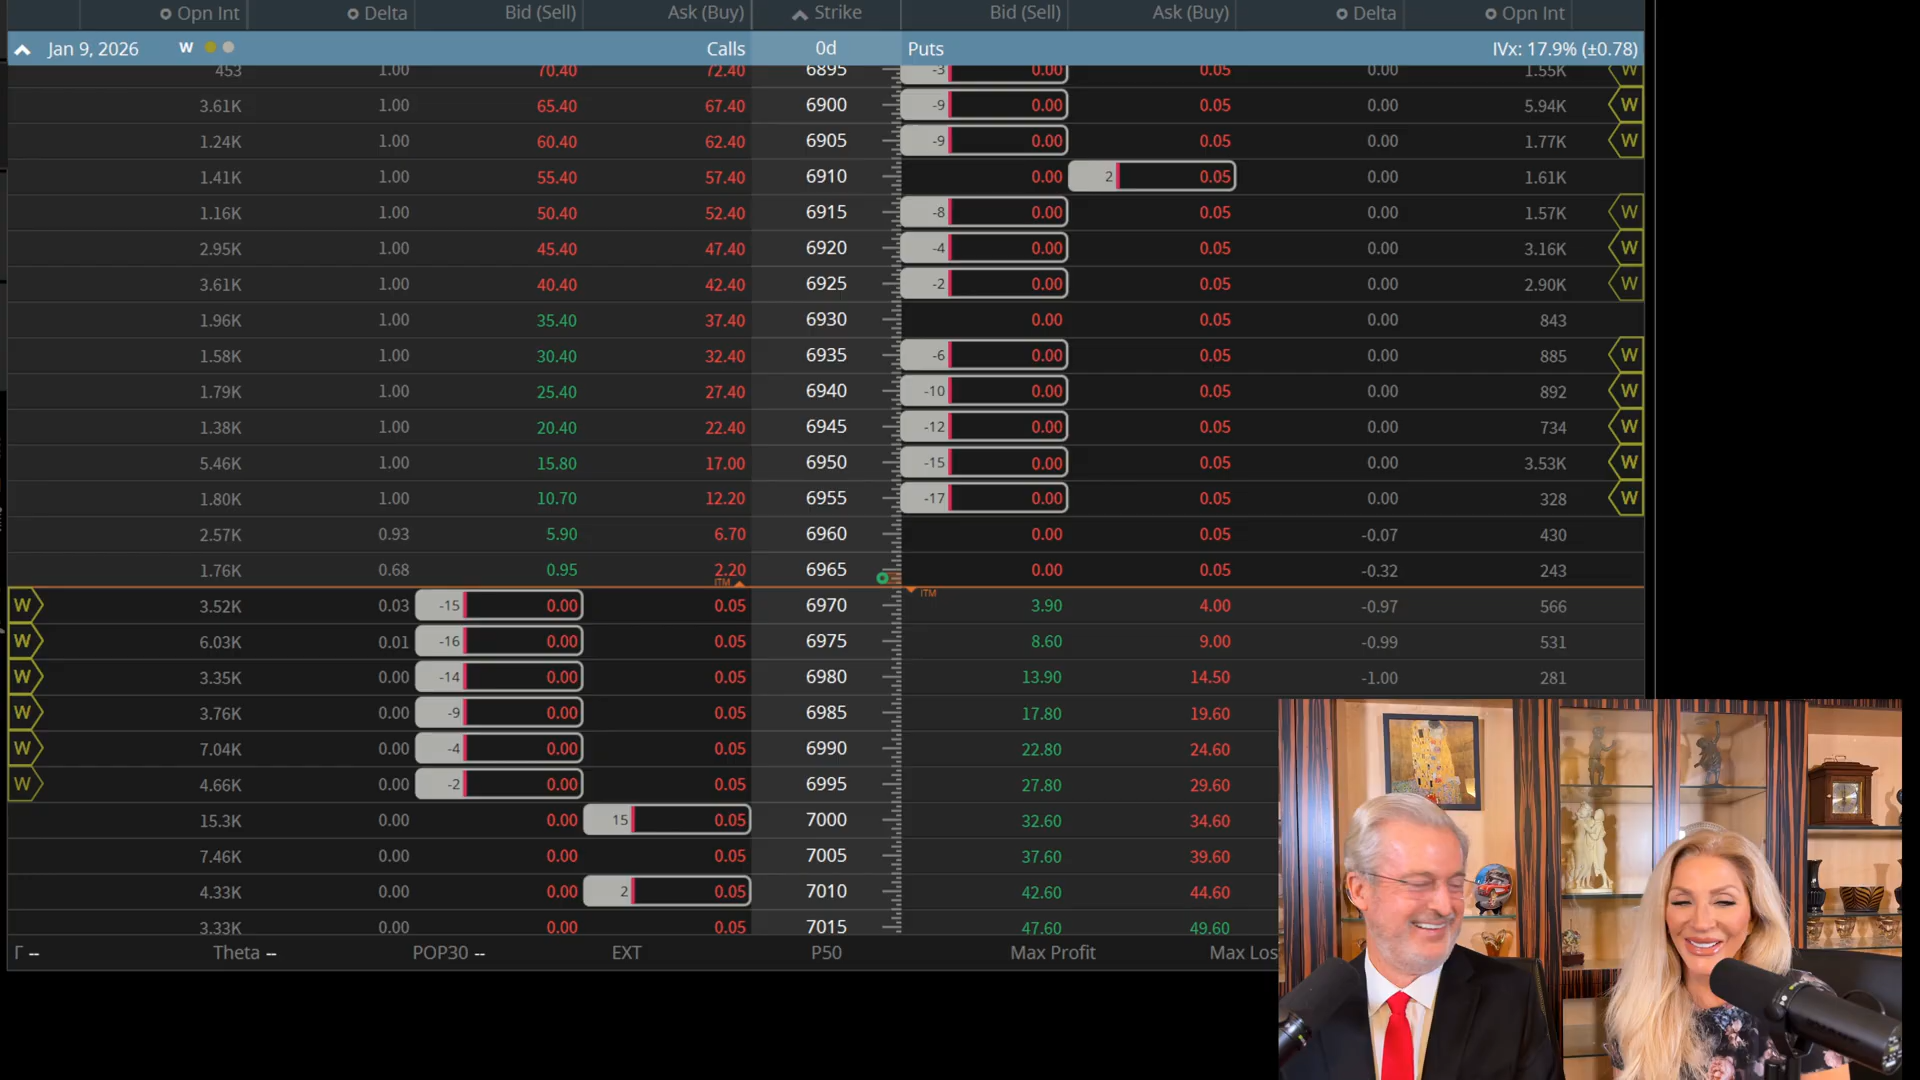 Opn Int Delta Bid (Sell) Ask (Buy) Strike Bid (Sell) Ask (Buy) Delta Opn Int
Jan 9, 2026 W Calls 0d Puts IVx: 17.9% (±0.78)
453 1.00 70.40 72.40 6895 -3 0.00 0.05 0.00 1.55K W
3.61K 1.00 65.40 67.40 6900 -9 0.00 0.05 0.00 5.94K W
1.24K 1.00 60.40 62.40 6905 -9 0.00 0.05 0.00 1.77K W
1.41K 1.00 55.40 57.40 6910 0.00 2 0.05 0.00 1.61K
1.16K 1.00 50.40 52.40 6915 -8 0.00 0.05 0.00 1.57K W
2.95K 1.00 45.40 47.40 6920 -4 0.00 0.05 0.00 3.16K W
3.61K 1.00 40.40 42.40 6925 -2 0.00 0.05 0.00 2.90K W
1.96K 1.00 35.40 37.40 6930 0.00 0.05 0.00 843
1.58K 1.00 30.40 32.40 6935 -6 0.00 0.05 0.00 885 W
1.79K 1.00 25.40 27.40 6940 -10 0.00 0.05 0.00 892 W
1.38K 1.00 20.40 22.40 6945 -12 0.00 0.05 0.00 734 W
5.46K 1.00 15.80 17.00 6950 -15 0.00 0.05 0.00 3.53K W
1.80K 1.00 10.70 12.20 6955 -17 0.00 0.05 0.00 328 W
2.57K 0.93 5.90 6.70 6960 0.00 0.05 -0.07 430
1.76K 0.68 0.95 2.20 6965 0.00 0.05 -0.32 243
ITM ITM
W 3.52K 0.03 -15 0.00 0.05 6970 3.90 4.00 -0.97 566
W 6.03K 0.01 -16 0.00 0.05 6975 8.60 9.00 -0.99 531
W 3.35K 0.00 -14 0.00 0.05 6980 13.90 14.50 -1.00 281
W 3.76K 0.00 -9 0.00 0.05 6985 17.80 19.60
W 7.04K 0.00 -4 0.00 0.05 6990 22.80 24.60
W 4.66K 0.00 -2 0.00 0.05 6995 27.80 29.60
15.3K 0.00 0.00 15 0.05 7000 32.60 34.60
7.46K 0.00 0.00 0.05 7005 37.60 39.60
4.33K 0.00 0.00 2 0.05 7010 42.60 44.60
3.33K 0.00 0.00 0.05 7015 47.60 49.60
Γ -- Theta -- POP30 -- EXT P50 Max Profit Max Los